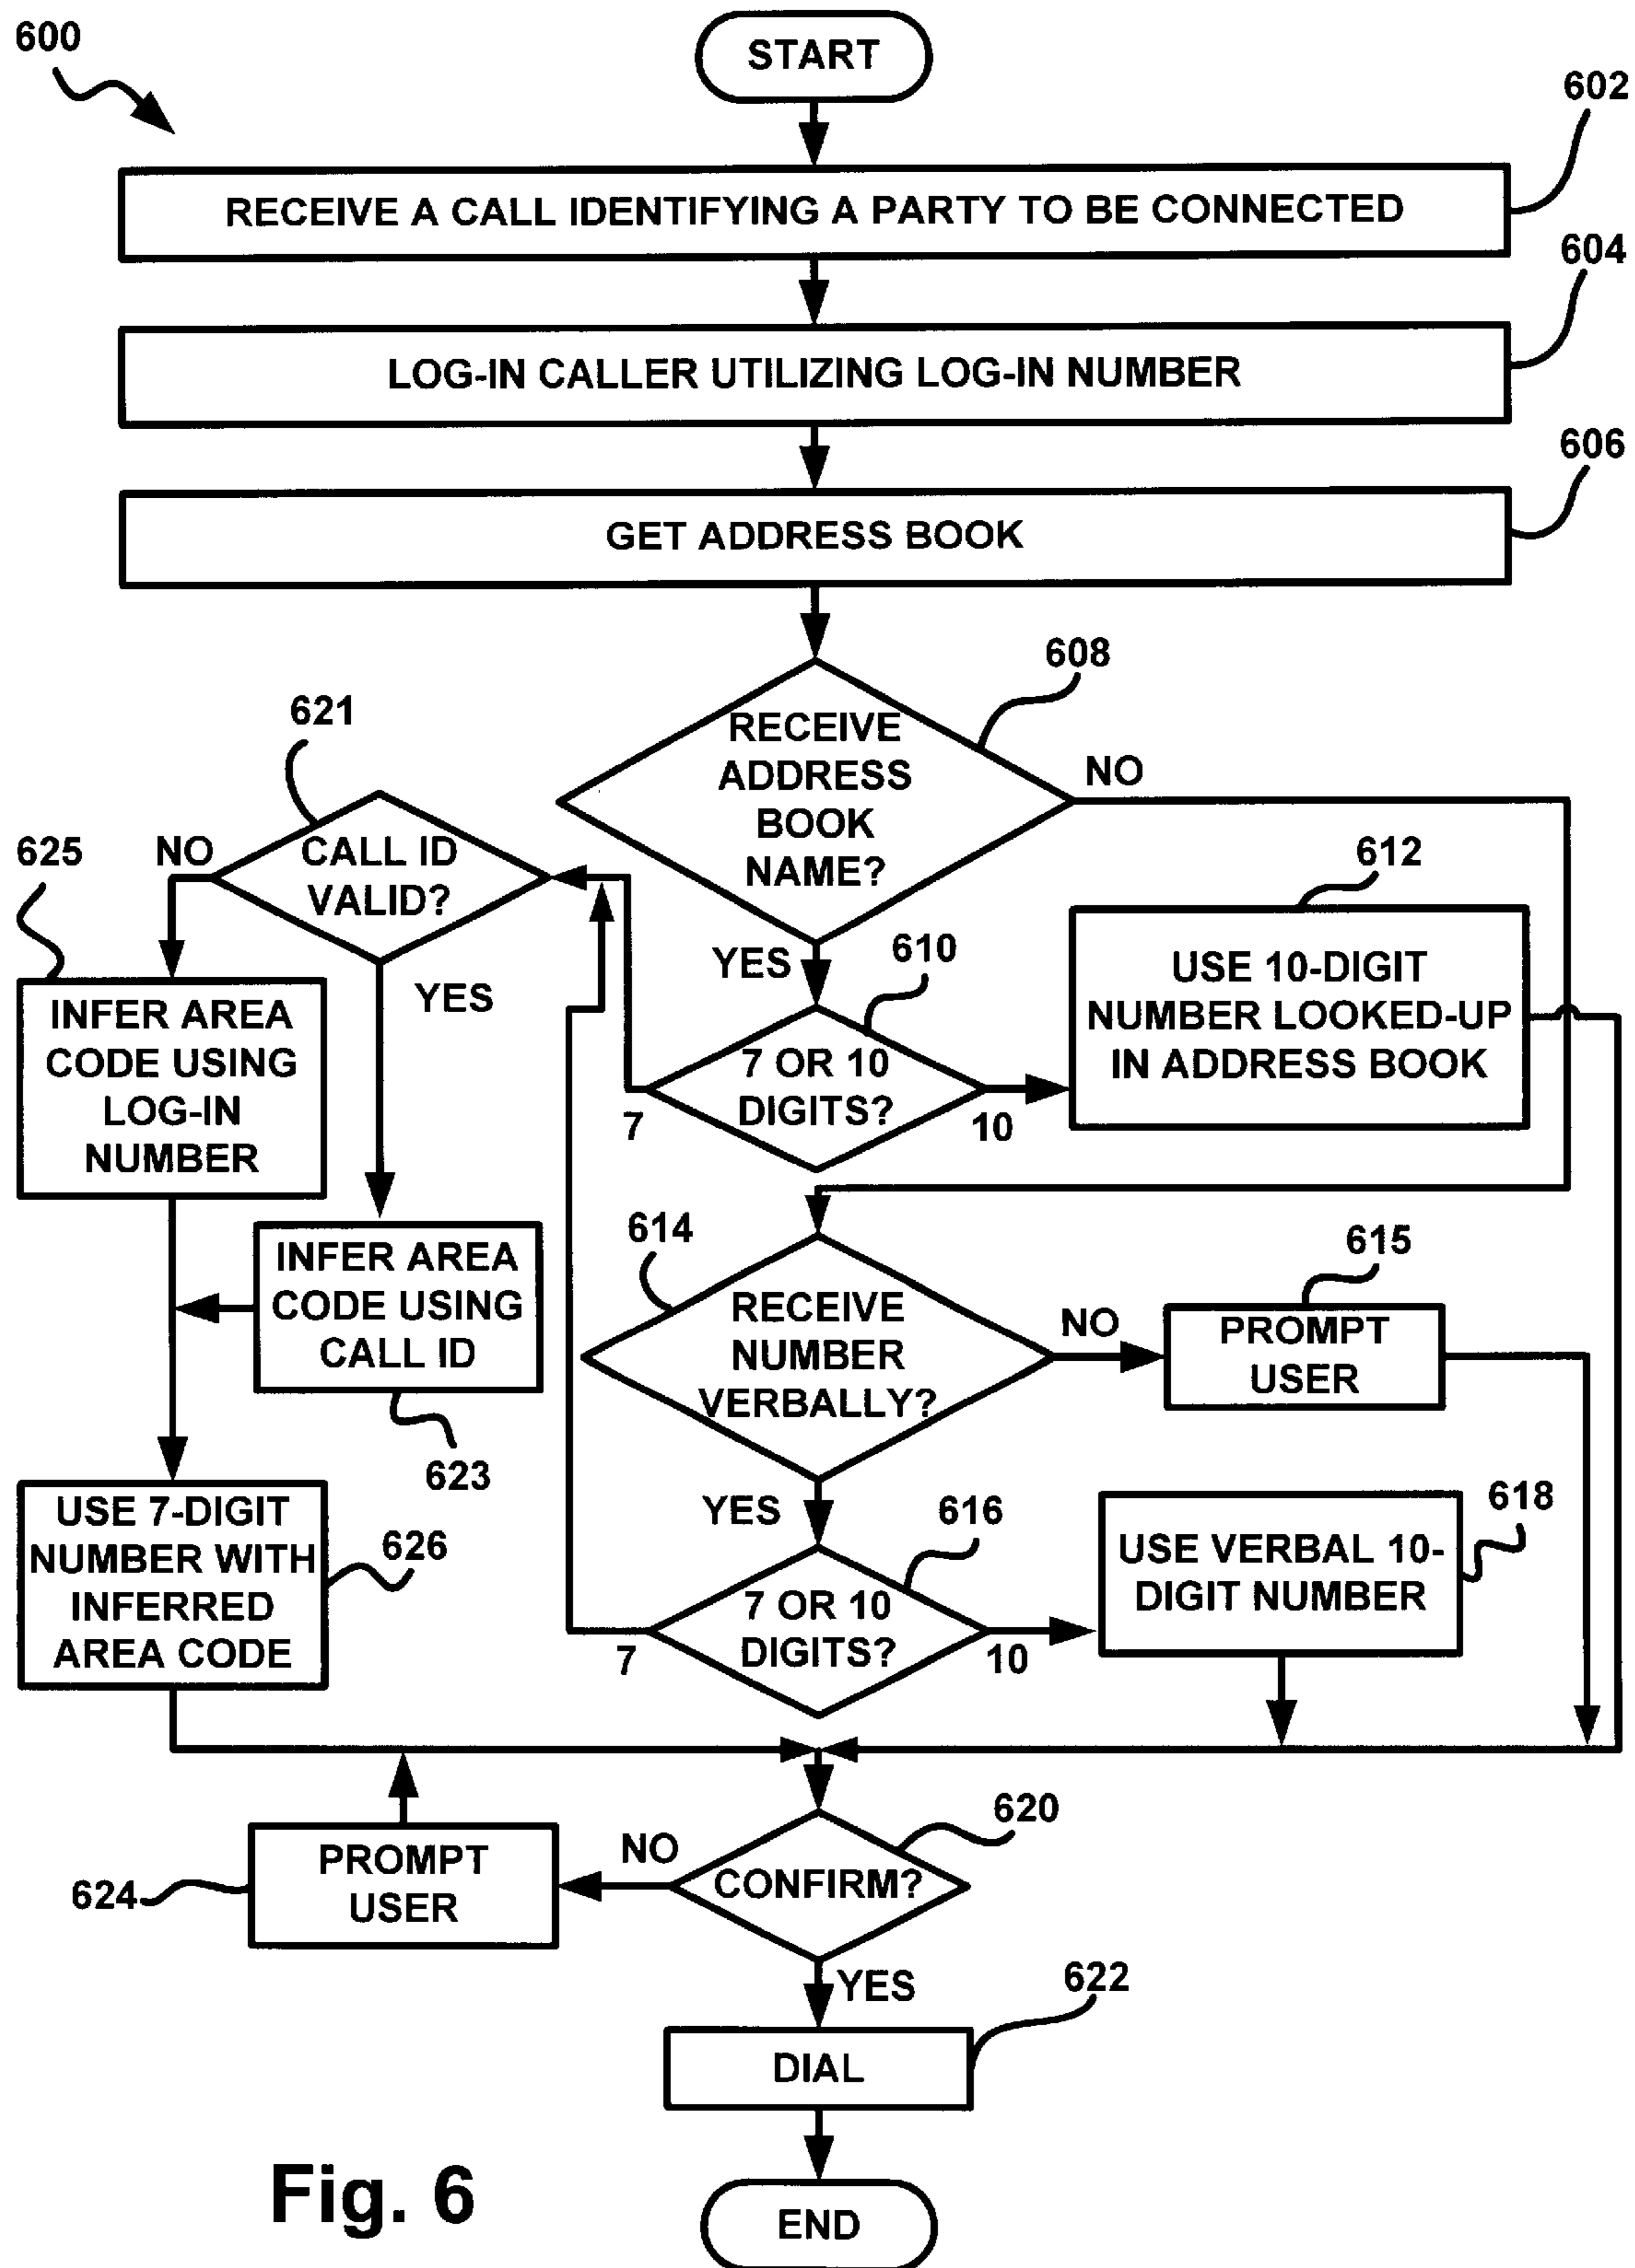 600
START
602
RECEIVE A CALL IDENTIFYING A PARTY TO BE CONNECTED
604
LOG-IN CALLER UTILIZING LOG-IN NUMBER
606
GET ADDRESS BOOK
608
RECEIVE
ADDRESS
BOOK
NAME?
NO
YES
621
CALL ID
VALID?
NO
YES
625
INFER AREA
CODE USING
LOG-IN
NUMBER
610
7 OR 10
DIGITS?
7
10
612
USE 10-DIGIT
NUMBER LOOKED-UP
IN ADDRESS BOOK
INFER AREA
CODE USING
CALL ID
623
614
RECEIVE
NUMBER
VERBALLY?
NO
YES
615
PROMPT
USER
USE 7-DIGIT
NUMBER WITH
INFERRED
AREA CODE
626
616
7 OR 10
DIGITS?
7
10
618
USE VERBAL 10-
DIGIT NUMBER
620
CONFIRM?
NO
YES
PROMPT
USER
624
622
DIAL
END
Fig. 6